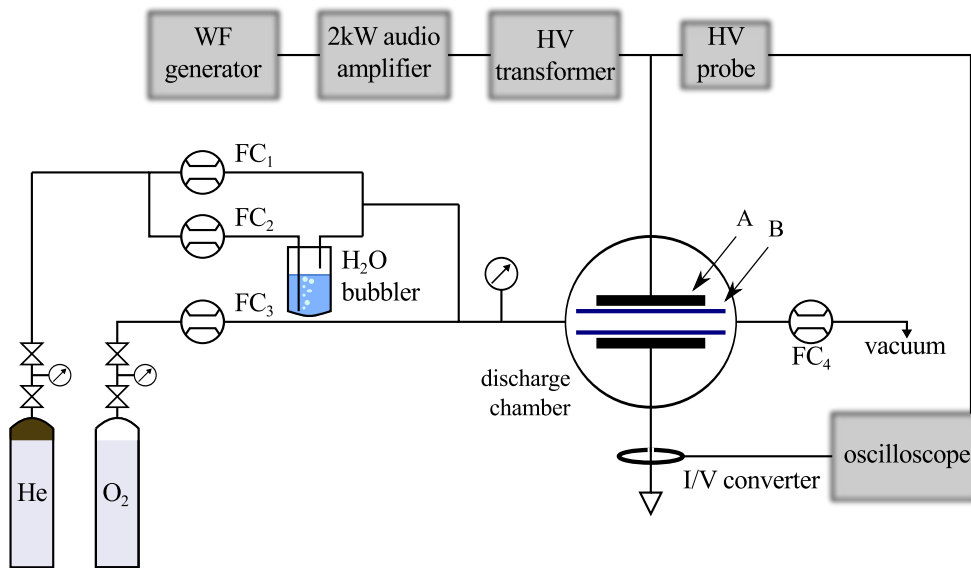 WF
generator
2kW audio
amplifier
HV
transformer
HV
probe
FC₁
FC₂
H₂O
bubbler
FC₃
A
B
FC₄
vacuum
discharge
chamber
He
O₂
I/V converter
oscilloscope